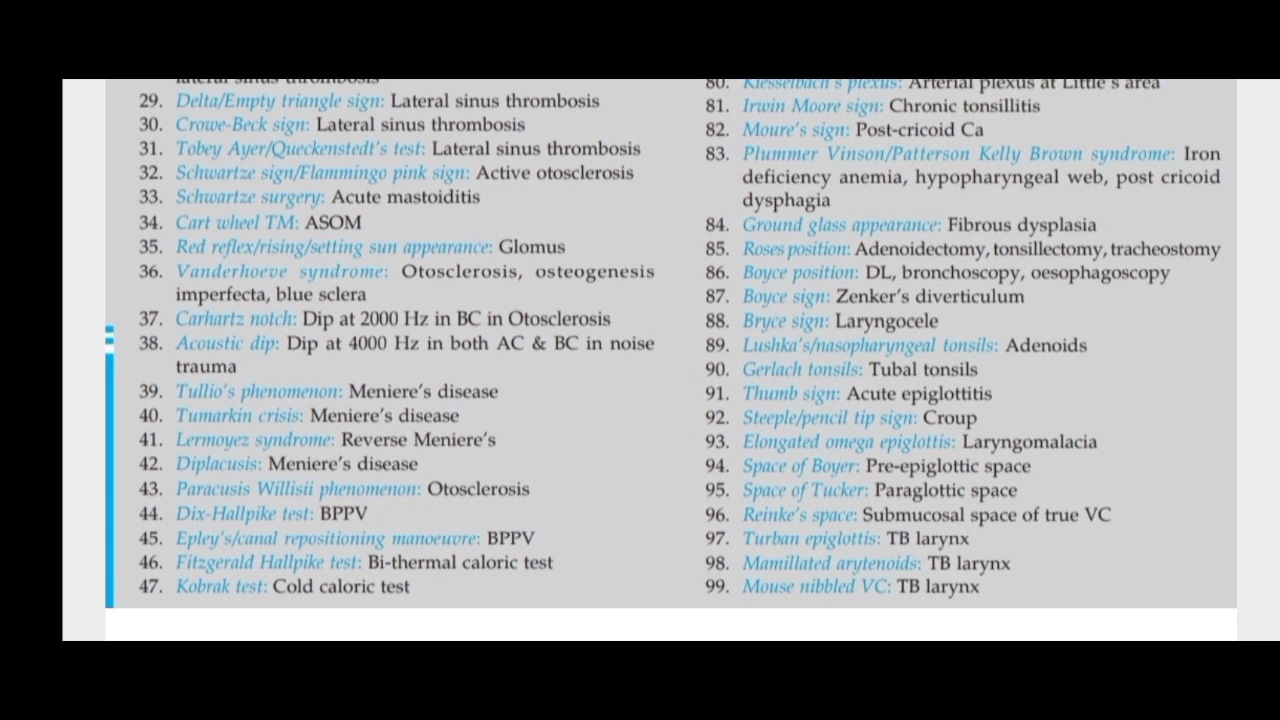 lateral sinus thrombosis
29. Delta/Empty triangle sign: Lateral sinus thrombosis
30. Crowe-Beck sign: Lateral sinus thrombosis
31. Tobey Ayer/Queckenstedt's test: Lateral sinus thrombosis
32. Schwartze sign/Flammingo pink sign: Active otosclerosis
33. Schwartze surgery: Acute mastoiditis
34. Cart wheel TM: ASOM
35. Red reflex/rising/setting sun appearance: Glomus
36. Vanderhoeve syndrome: Otosclerosis, osteogenesis
imperfecta, blue sclera
37. Carhartz notch: Dip at 2000 Hz in BC in Otosclerosis
38. Acoustic dip: Dip at 4000 Hz in both AC & BC in noise
trauma
39. Tullio's phenomenon: Meniere's disease
40. Tumarkin crisis: Meniere's disease
41. Lermoyez syndrome: Reverse Meniere's
42. Diplacusis: Meniere's disease
43. Paracusis Willisii phenomenon: Otosclerosis
44. Dix-Hallpike test: BPPV
45. Epley's/canal repositioning manoeuvre: BPPV
46. Fitzgerald Hallpike test: Bi-thermal caloric test
47. Kobrak test: Cold caloric test
80. Kiesselbach's plexus: Arterial plexus at Little's area
81. Irwin Moore sign: Chronic tonsillitis
82. Moure's sign: Post-cricoid Ca
83. Plummer Vinson/Patterson Kelly Brown syndrome: Iron
deficiency anemia, hypopharyngeal web, post cricoid
dysphagia
84. Ground glass appearance: Fibrous dysplasia
85. Roses position: Adenoidectomy, tonsillectomy, tracheostomy
86. Boyce position: DL, bronchoscopy, oesophagoscopy
87. Boyce sign: Zenker's diverticulum
88. Bryce sign: Laryngocele
89. Lushka's/nasopharyngeal tonsils: Adenoids
90. Gerlach tonsils: Tubal tonsils
91. Thumb sign: Acute epiglottitis
92. Steeple/pencil tip sign: Croup
93. Elongated omega epiglottis: Laryngomalacia
94. Space of Boyer: Pre-epiglottic space
95. Space of Tucker: Paraglottic space
96. Reinke's space: Submucosal space of true VC
97. Turban epiglottis: TB larynx
98. Mamillated arytenoids: TB larynx
99. Mouse nibbled VC: TB larynx